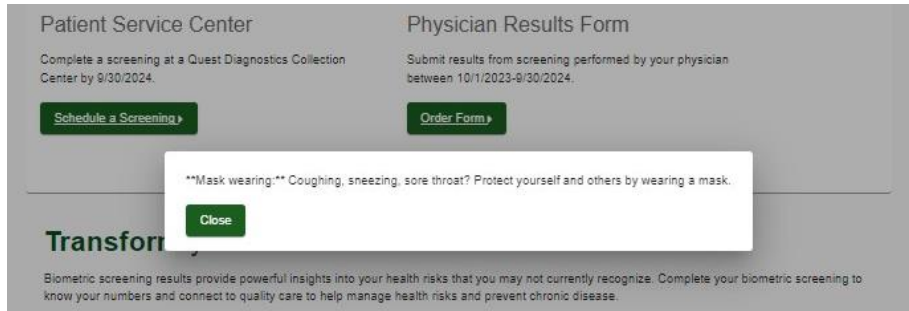 Patient Service Center
Complete a screening at a Quest Diagnostics Collection
Center by 9/30/2024.
Schedule a Screening
Physician Results Form
Submit results from screening performed by your physician
between 10/1/2023-9/30/2024.
Order Form
**Mask wearing:** Coughing, sneezing, sore throat? Protect yourself and others by wearing a mask.
Close
Biometric screening results provide powerful insights into your health risks that you may not currently recognize. Complete your biometric screening to
know your numbers and connect to quality care to help manage health risks and prevent chronic disease.